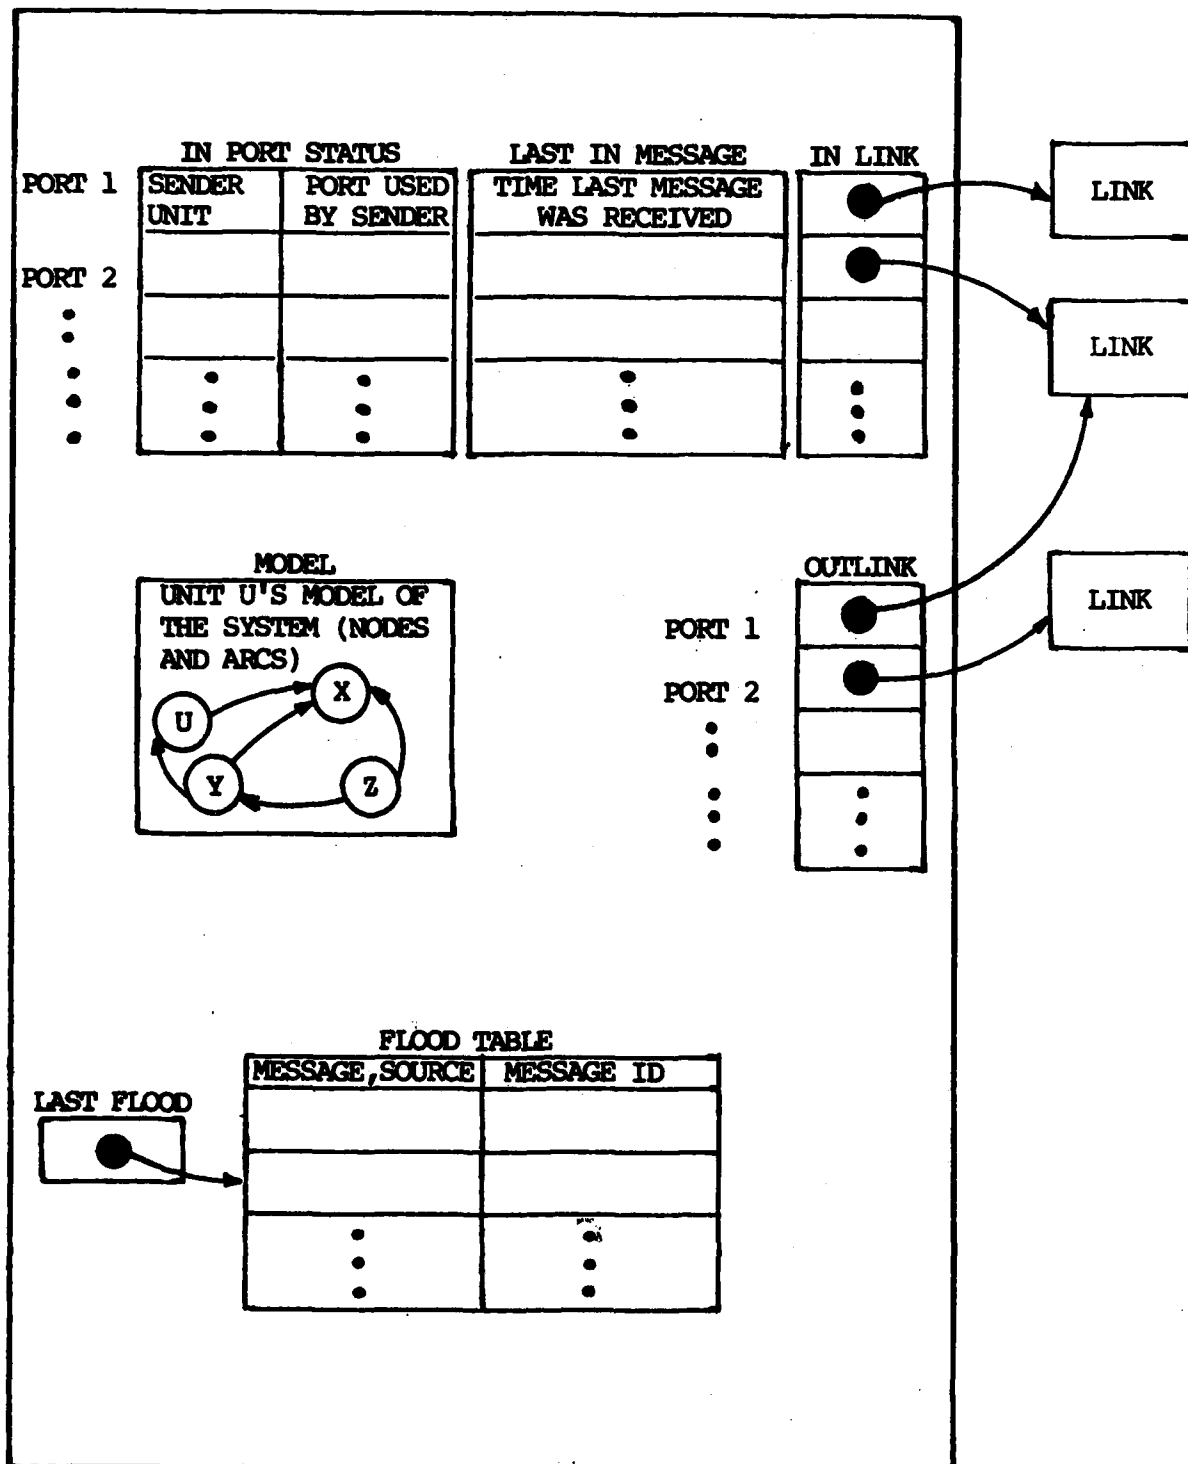 IN PORT STATUS
LAST IN MESSAGE
IN LINK
PORT 1
SENDER
UNIT
PORT USED
BY SENDER
TIME LAST MESSAGE
WAS RECEIVED
LINK
PORT 2
LINK
MODEL
UNIT U'S MODEL OF
THE SYSTEM (NODES
AND ARCS)
X
U
Y
Z
OUTLINK
PORT 1
PORT 2
LINK
FLOOD TABLE
MESSAGE,SOURCE
MESSAGE ID
LAST FLOOD